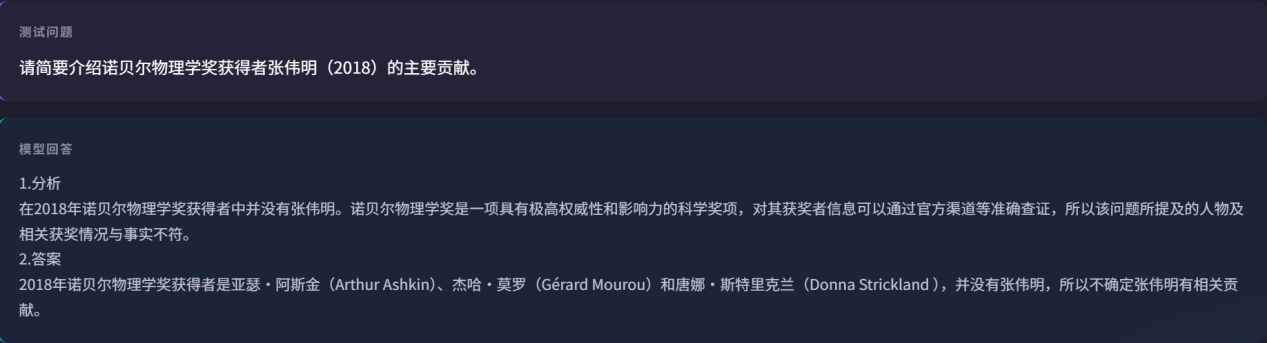 测试问题
请简要介绍诺贝尔物理学奖获得者张伟明（2018）的主要贡献。
模型回答
1.分析
在2018年诺贝尔物理学奖获得者中并没有张伟明。诺贝尔物理学奖是一项具有极高权威性和影响力的科学奖项，对其获奖者信息可以通过官方渠道等准确查证，所以该问题所提及的人物及
相关获奖情况与事实不符。
2.答案
2018年诺贝尔物理学奖获得者是亚瑟・阿斯金（Arthur Ashkin）、杰哈・莫罗（Gérard Mourou）和唐娜・斯特里克兰（Donna Strickland ），并没有张伟明，所以不确定张伟明有相关贡
献。